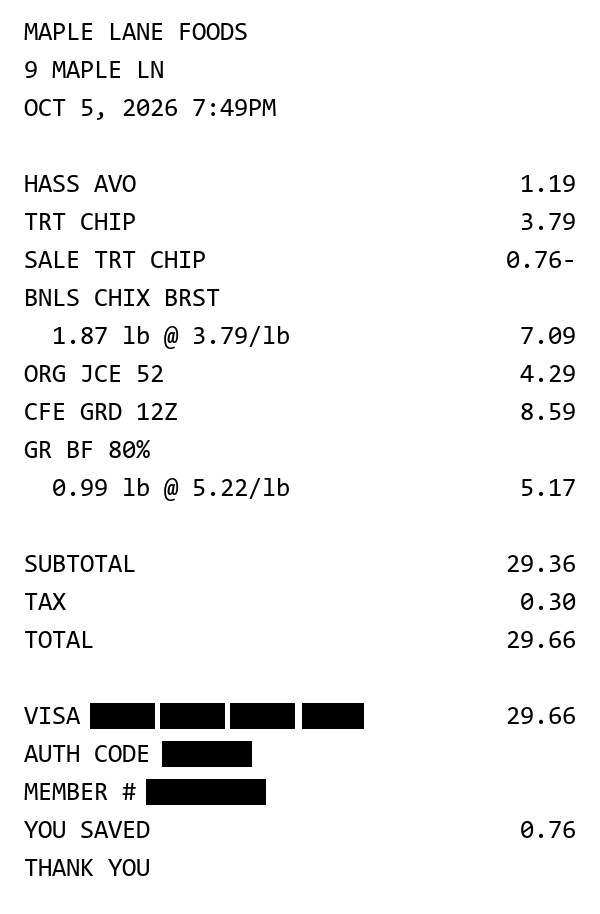 MAPLE LANE FOODS
9 MAPLE LN
OCT 5, 2026 7:49PM
HASS AVO 1.19
TRT CHIP 3.79
SALE TRT CHIP 0.76-
BNLS CHIX BRST
1.87 lb @ 3.79/lb 7.09
ORG JCE 52 4.29
CFE GRD 12Z 8.59
GR BF 80%
0.99 lb @ 5.22/lb 5.17
SUBTOTAL 29.36
TAX 0.30
TOTAL 29.66
VISA 29.66
AUTH CODE
MEMBER #
YOU SAVED 0.76
THANK YOU